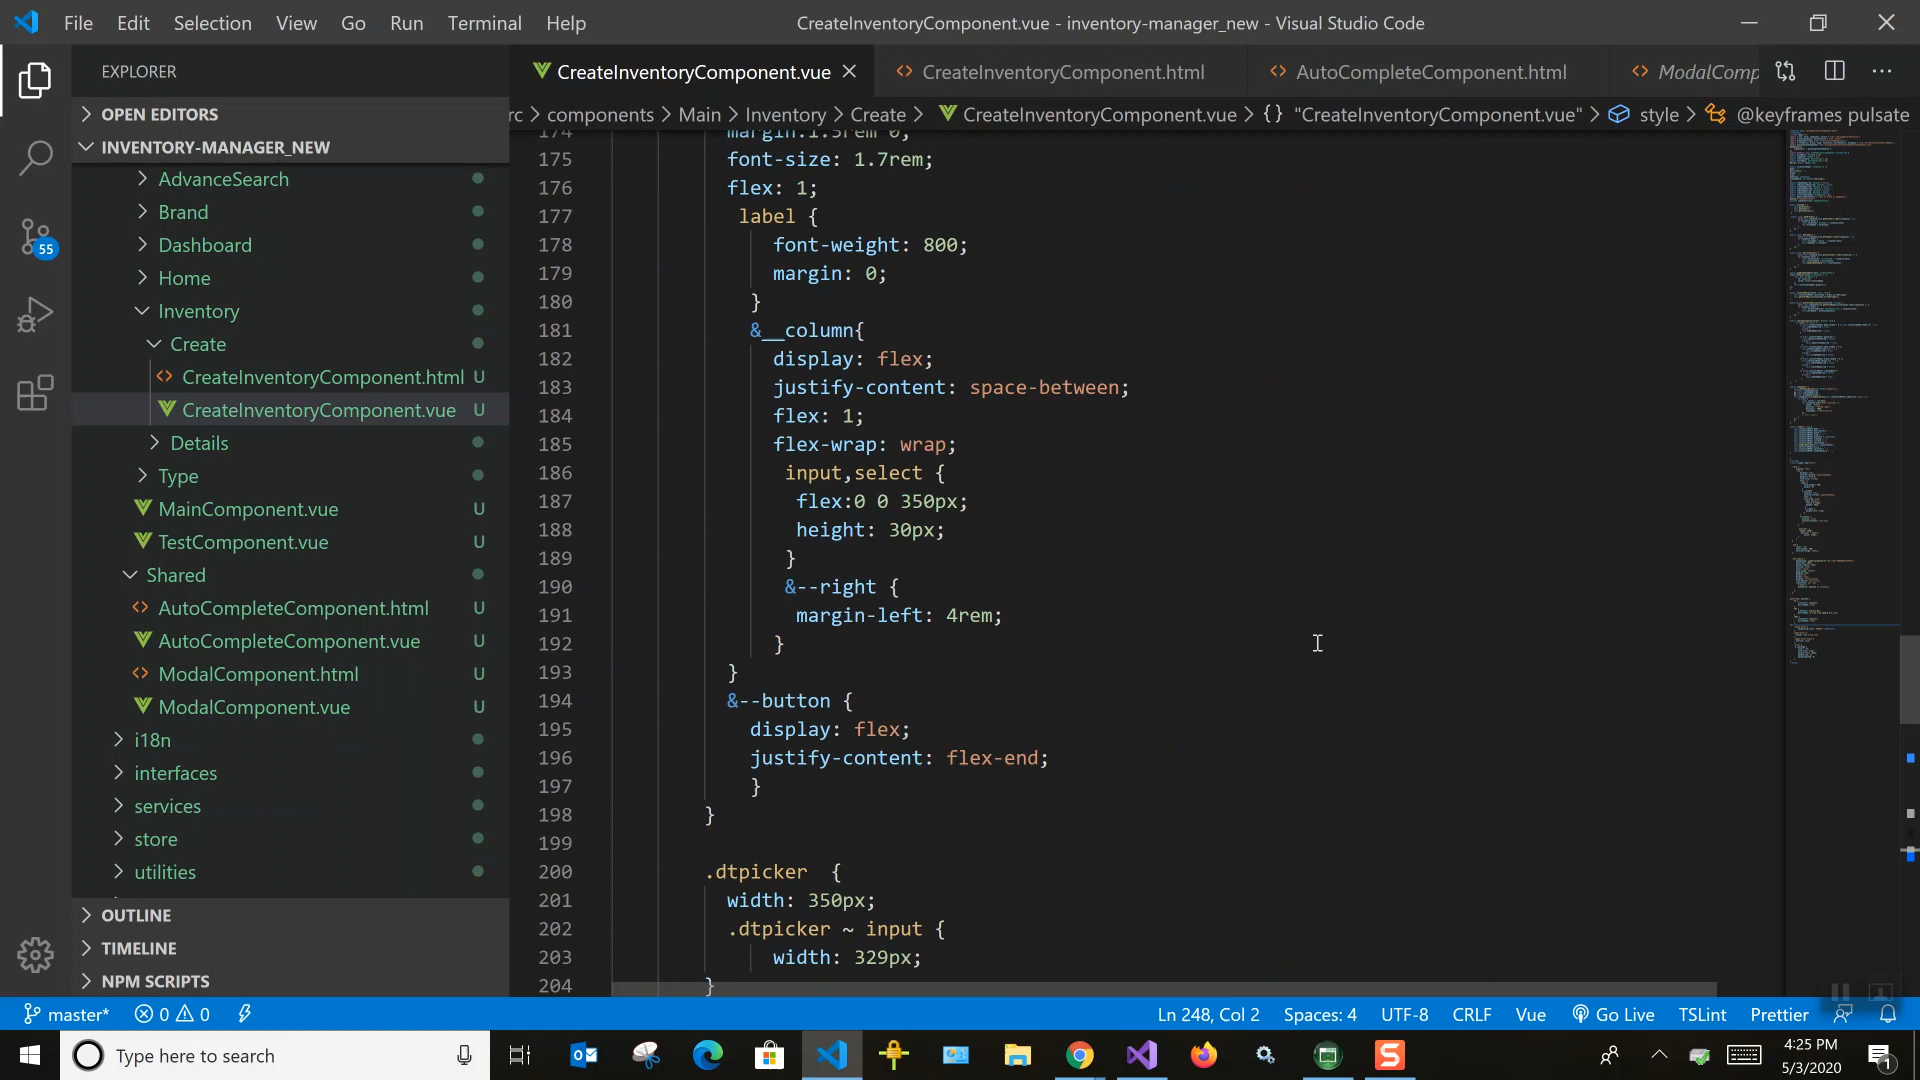 File Edit Selection View Go Run Terminal Help
CreateInventoryComponent.vue - inventory-manager_new - Visual Studio Code
EXPLORER
OPEN EDITORS
INVENTORY-MANAGER_NEW
AdvanceSearch
Brand
Dashboard
Home
Inventory
Create
CreateInventoryComponent.html U
CreateInventoryComponent.vue U
Details
Type
MainComponent.vue U
TestComponent.vue U
Shared
AutoCompleteComponent.html U
AutoCompleteComponent.vue U
ModalComponent.html U
ModalComponent.vue U
i18n
interfaces
services
store
utilities
OUTLINE
TIMELINE
NPM SCRIPTS
55
CreateInventoryComponent.vue CreateInventoryComponent.html AutoCompleteComponent.html ModalComp
rc > components > Main > Inventory > Create > CreateInventoryComponent.vue > {} "CreateInventoryComponent.vue" > style > @keyframes pulsate
174 margin:1.5rem 0;
175 font-size: 1.7rem;
176 flex: 1;
177 label {
178 font-weight: 800;
179 margin: 0;
180 }
181 &__column{
182 display: flex;
183 justify-content: space-between;
184 flex: 1;
185 flex-wrap: wrap;
186 input,select {
187 flex:0 0 350px;
188 height: 30px;
189 }
190 &--right {
191 margin-left: 4rem;
192 }
193 }
194 &--button {
195 display: flex;
196 justify-content: flex-end;
197 }
198 }
199
200 .dtpicker {
201 width: 350px;
202 .dtpicker ~ input {
203 width: 329px;
204 }
master* 0 0 Ln 248, Col 2 Spaces: 4 UTF-8 CRLF Vue Go Live TSLint Prettier
Type here to search
4:25 PM
5/3/2020
1